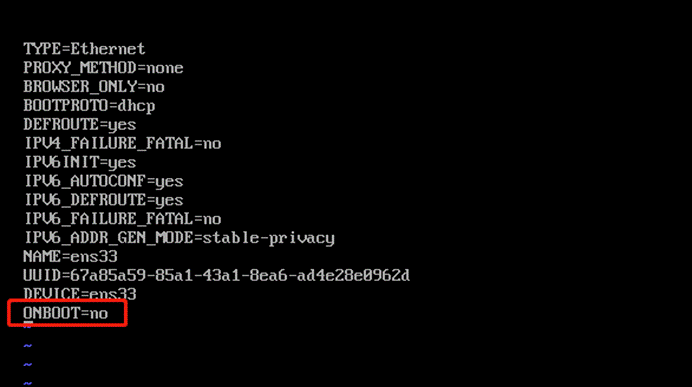 TYPE=Ethernet
PROXY_METHOD=none
BROWSER_ONLY=no
BOOTPROTO=dhcp
DEFROUTE=yes
IPV4_FAILURE_FATAL=no
IPV6INIT=yes
IPV6_AUTOCONF=yes
IPV6_DEFROUTE=yes
IPV6_FAILURE_FATAL=no
IPV6_ADDR_GEN_MODE=stable-privacy
NAME=ens33
UUID=67a85a59-85a1-43a1-8ea6-ad4e28e0962d
DEVICE=ens33
ONBOOT=no
~
~
~
~